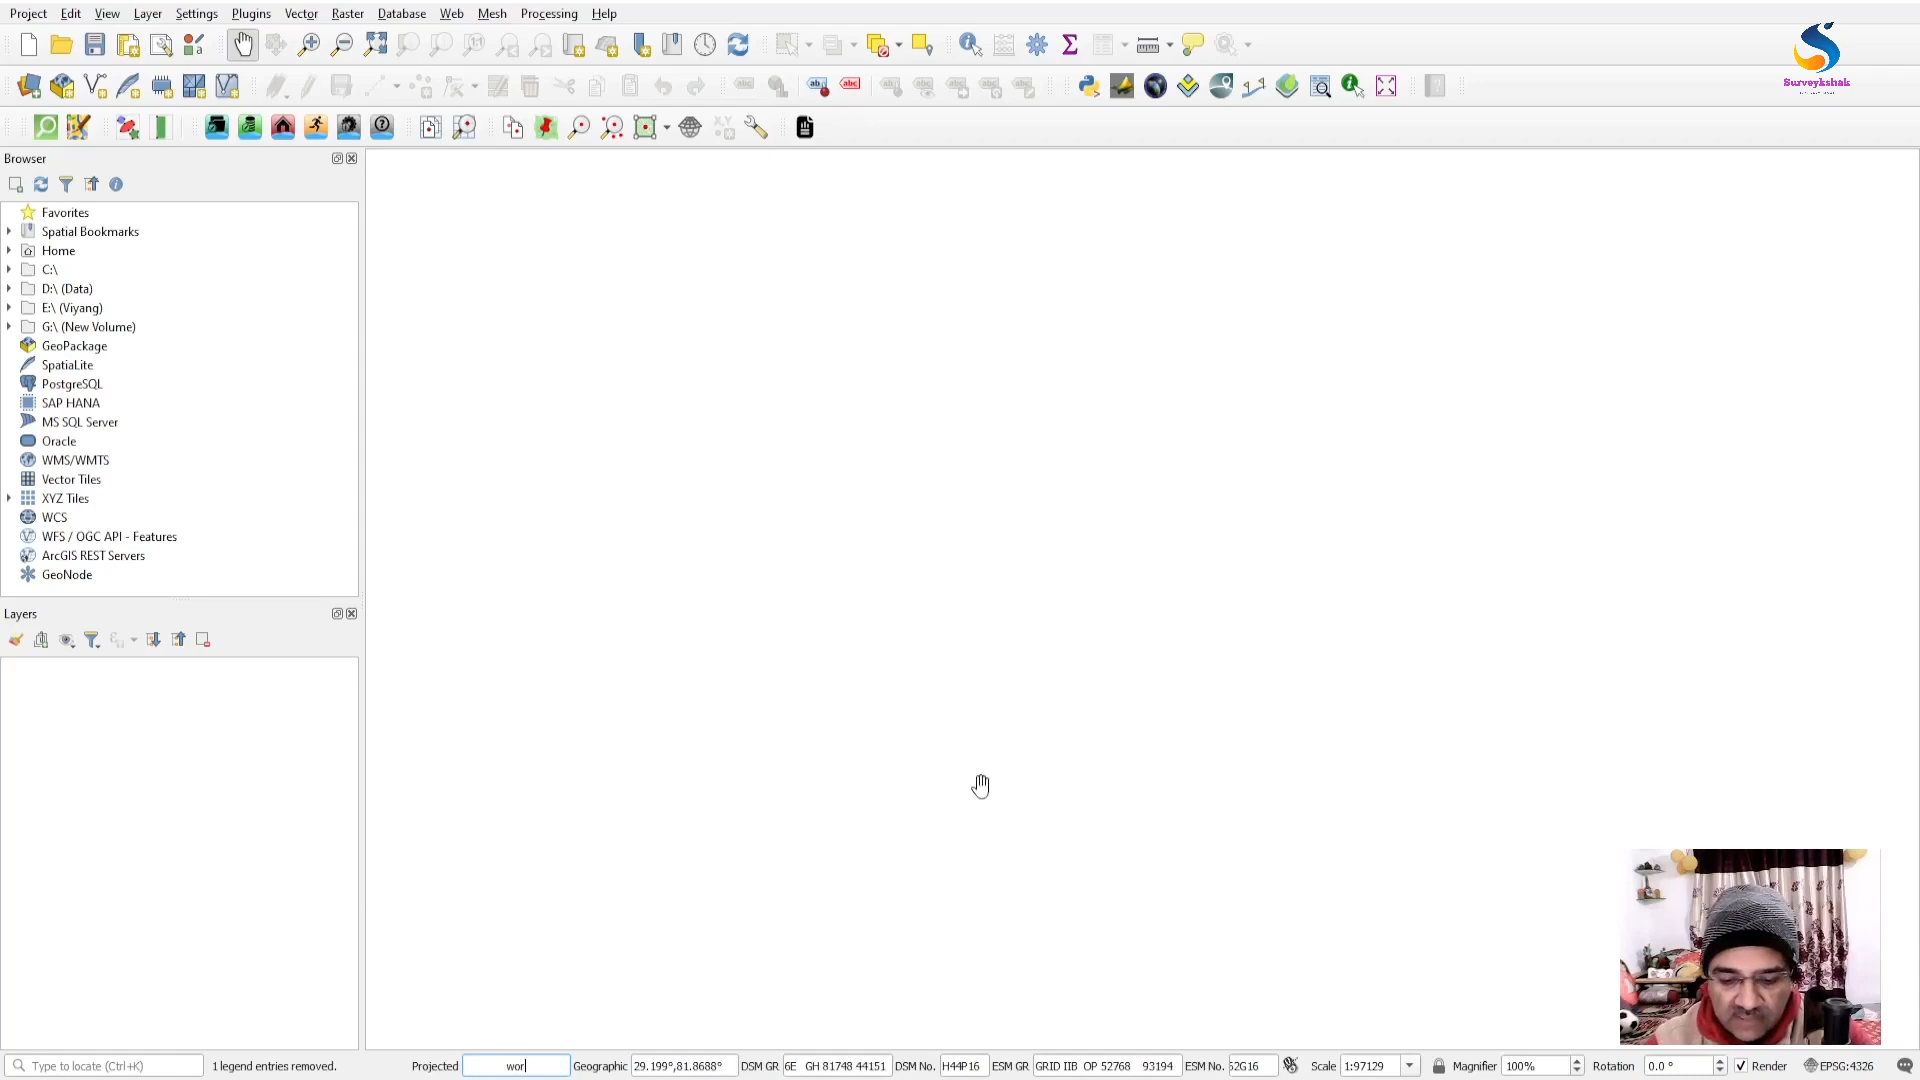 Project Edit View Layer Settings Plugins Vector Raster Database Web Mesh Processing Help
Surveykshak
Browser
Favorites
Spatial Bookmarks
Home
C:\
D:\ (Data)
E:\ (Viyang)
G:\ (New Volume)
GeoPackage
SpatiaLite
PostgreSQL
SAP HANA
MS SQL Server
Oracle
WMS/WMTS
Vector Tiles
XYZ Tiles
WCS
WFS / OGC API - Features
ArcGIS REST Servers
GeoNode
Layers
Type to locate (Ctrl+K) 1 legend entries removed. Projected wor Geographic 29.199°,81.8688° DSM GR 6E GH 81748 44151 DSM No. H44P16 ESM GR GRID IIB OP 52768 93194 ESM No. 62G16 Scale 1:97129 Magnifier 100% Rotation 0.0 ° Render EPSG:4326